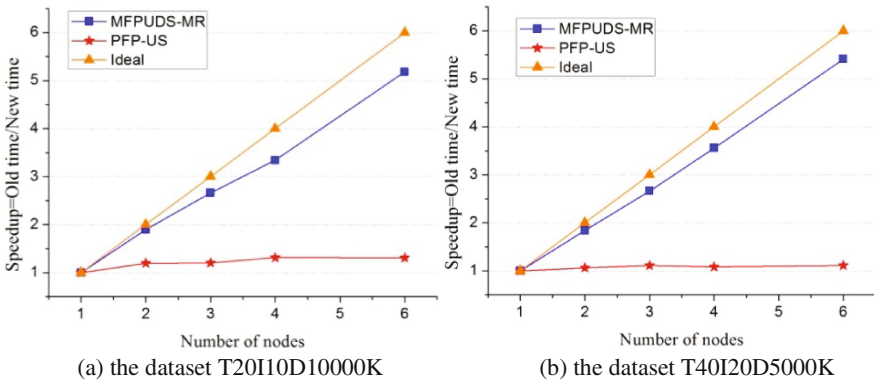 MFPUDS-MR
PFP-US
Ideal
Speedup=Old time/New time
6
5
4
3
2
1
1 2 3 4 5 6
Number of nodes
(a) the dataset T20I10D10000K
MFPUDS-MR
PFP-US
Ideal
Speedup=Old time/New time
6
5
4
3
2
1
1 2 3 4 5 6
Number of nodes
(b) the dataset T40I20D5000K